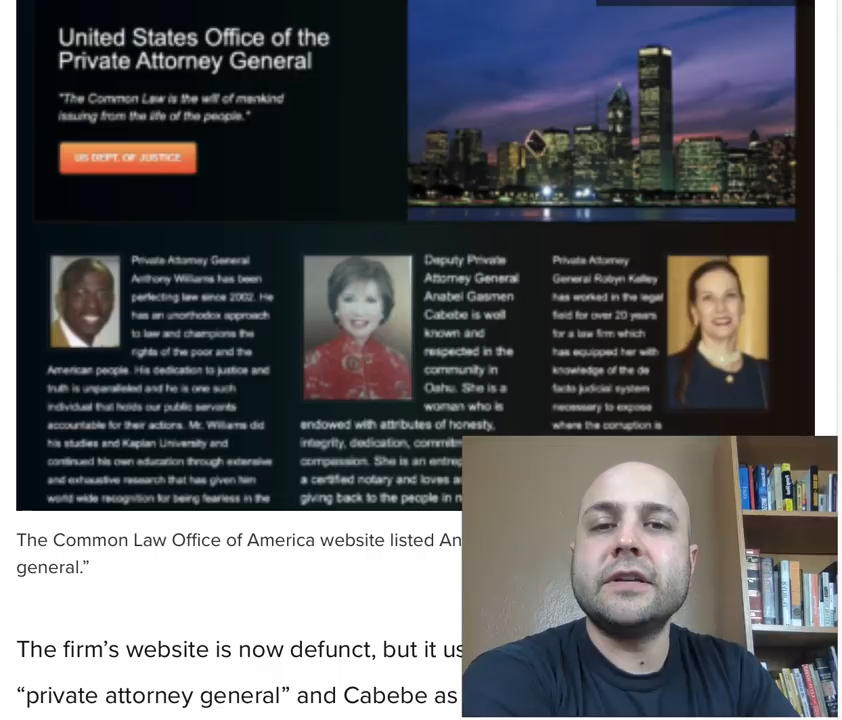 United States Office of the
Private Attorney General
"The Common Law is the will of mankind
issuing from the life of the people."
US DEPT. OF JUSTICE
Private Attorney General
Anthony Williams has been
perfecting law since 2002. He
has an unorthodox approach
to law and champions the
rights of the poor and the
American people. His dedication to justice and
truth is unparalleled and he is one such
individual that holds our public servants
accountable for their actions. Mr. Williams did
his studies and Kaplan University and
continued his own education through extensive
and exhaustive research that has given him
world wide recognition for being fearless in the
Deputy Private
Attorney General
Anabel Gasmen
Cabebe is well
known and
respected in the
community in
Oahu. She is a
woman who is
endowed with attributes of honesty,
integrity, dedication, commitm
compassion. She is an entrep
a certified notary and loves a
giving back to the people in n
Private Attorney
General Robyn Kelley
has worked in the legal
field for over 20 years
for a law firm which
has equipped her with
knowledge of the de
facto judicial system
necessary to expose
where the corruption is
The Common Law Office of America website listed An
general.”
The firm’s website is now defunct, but it us
“private attorney general” and Cabebe as